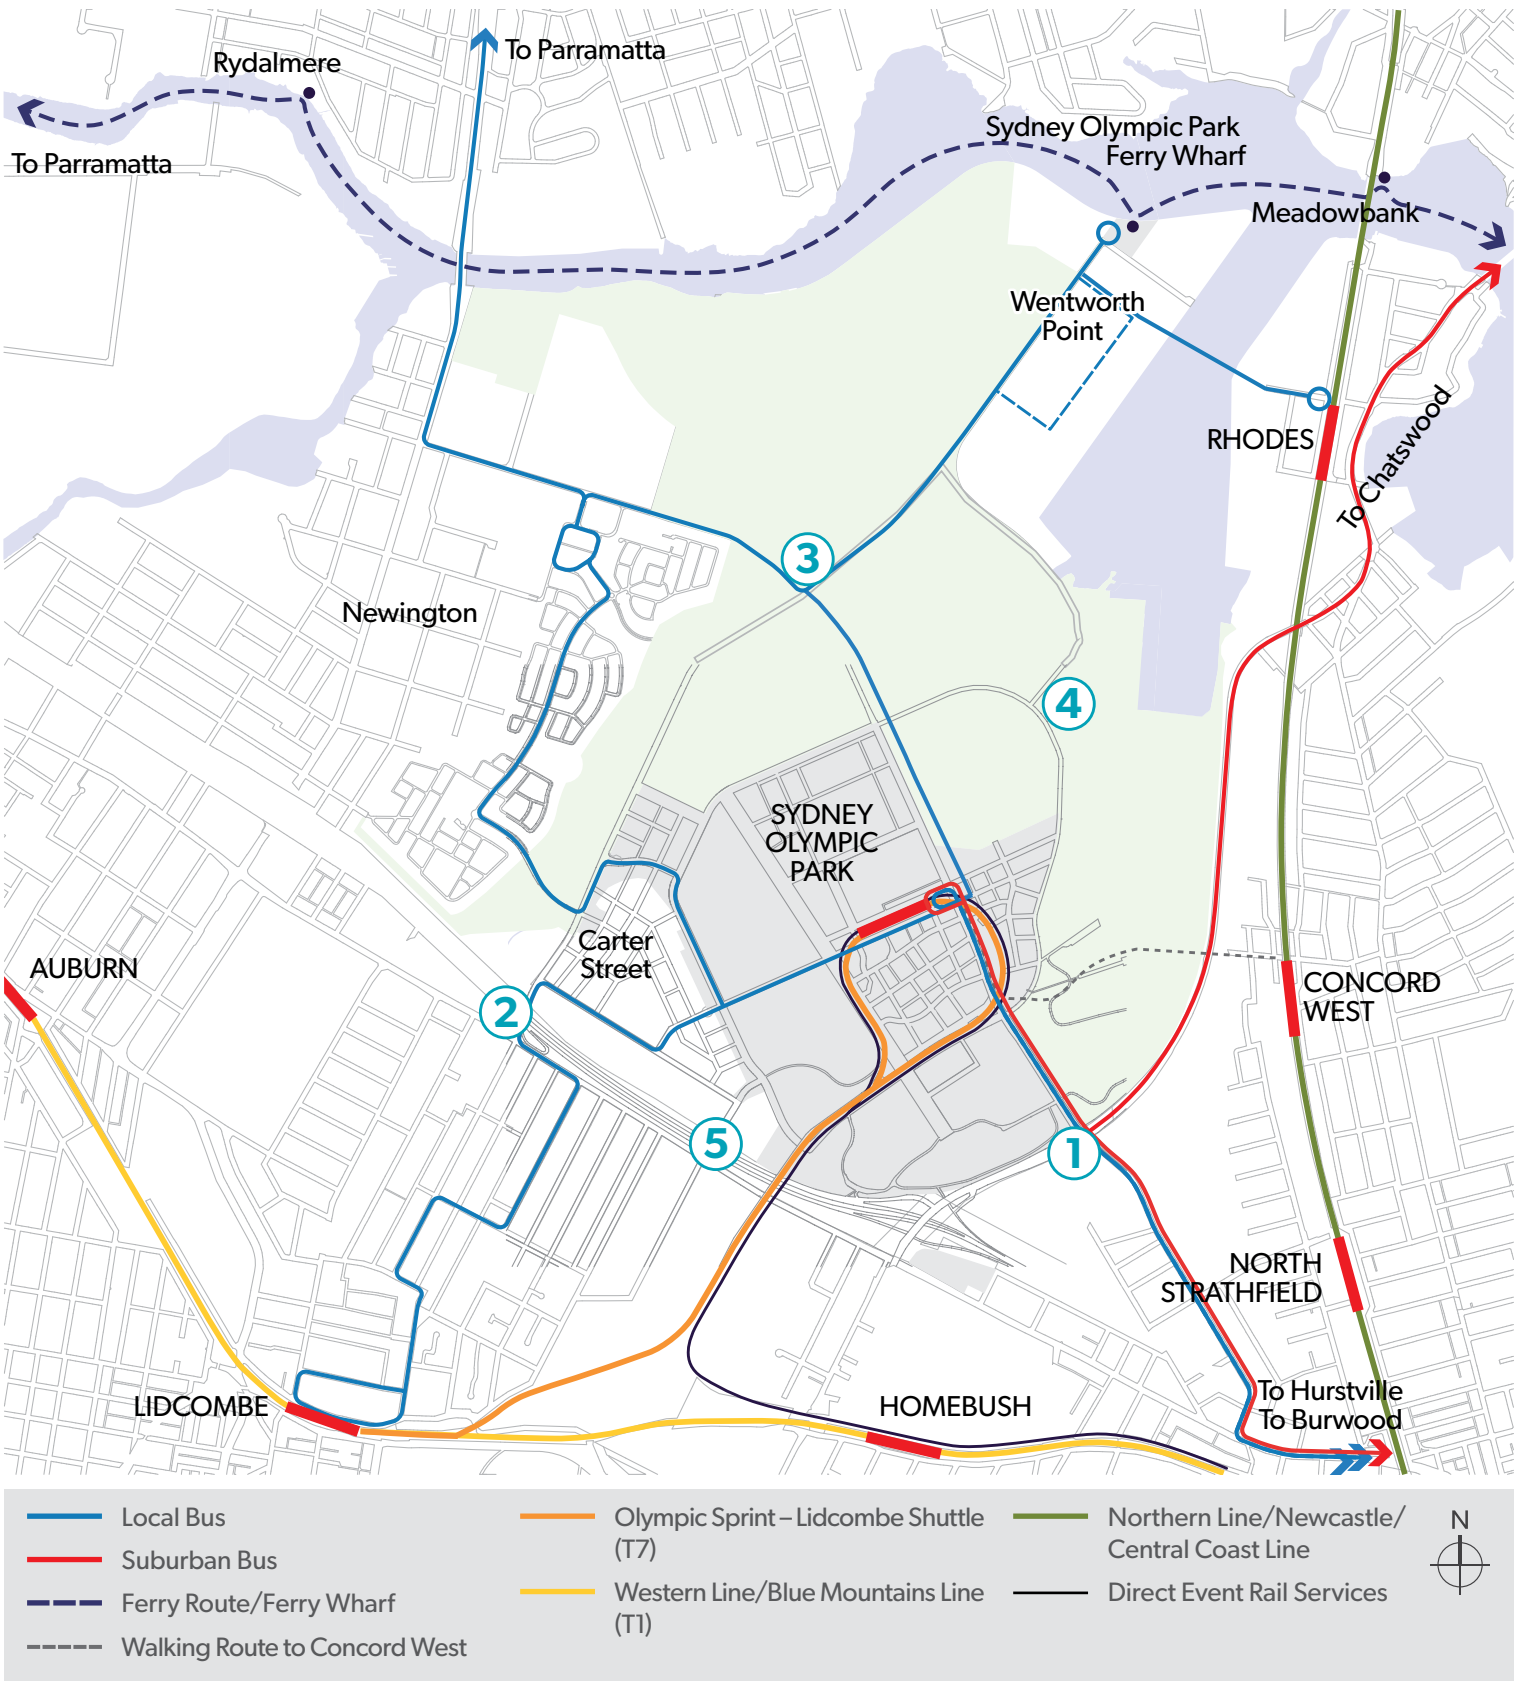 Rydalmere
To Parramatta
To Parramatta
Sydney Olympic Park
Ferry Wharf
Meadowbank
Wentworth
Point
RHODES
To Chatswood
3
Newington
4
SYDNEY
OLYMPIC
PARK
Carter
Street
AUBURN
2
CONCORD
WEST
5
1
NORTH
STRATHFIELD
LIDCOMBE
HOMEBUSH
To Hurstville
To Burwood
Local Bus
Suburban Bus
Ferry Route/Ferry Wharf
Walking Route to Concord West
Olympic Sprint – Lidcombe Shuttle
(T7)
Western Line/Blue Mountains Line
(T1)
Northern Line/Newcastle/
Central Coast Line
Direct Event Rail Services
N